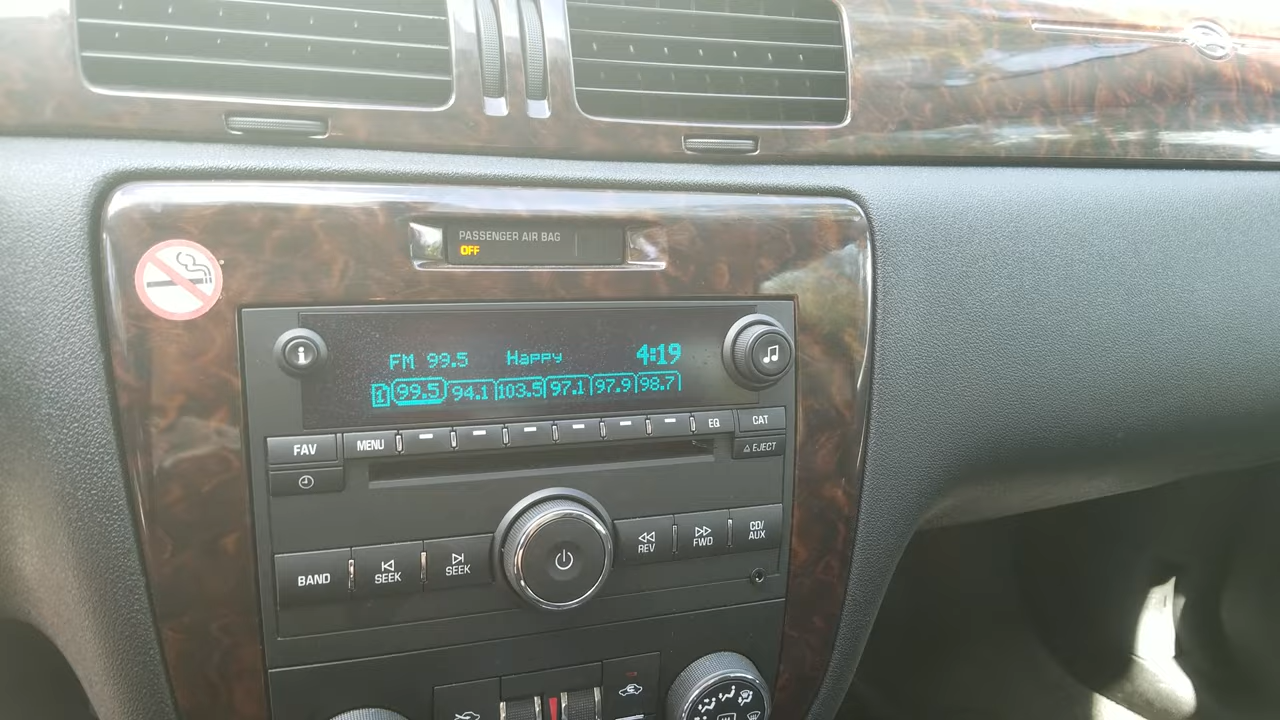 PASSENGER AIR BAG
OFF
FM 99.5 Happy 4:19
1 99.5 94.1 103.5 97.1 97.9 98.7
FAV MENU EQ CAT
EJECT
BAND SEEK SEEK REV FWD CD/
AUX